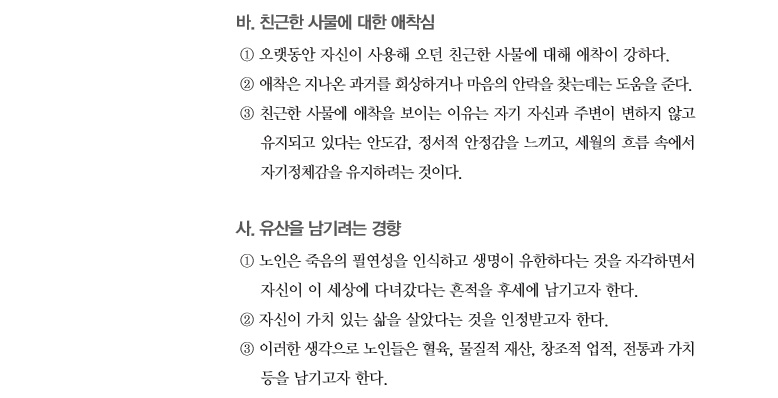 바. 친근한 사물에 대한 애착심
① 오랫동안 자신이 사용해 오던 친근한 사물에 대해 애착이 강하다.
② 애착은 지나온 과거를 회상하거나 마음의 안락을 찾는데는 도움을 준다.
③ 친근한 사물에 애착을 보이는 이유는 자기 자신과 주변이 변하지 않고
유지되고 있다는 안도감, 정서적 안정감을 느끼고, 세월의 흐름 속에서
자기정체감을 유지하려는 것이다.
사. 유산을 남기려는 경향
① 노인은 죽음의 필연성을 인식하고 생명이 유한하다는 것을 자각하면서
자신이 이 세상에 다녀갔다는 흔적을 후세에 남기고자 한다.
② 자신이 가치 있는 삶을 살았다는 것을 인정받고자 한다.
③ 이러한 생각으로 노인들은 혈육, 물질적 재산, 창조적 업적, 전통과 가치
등을 남기고자 한다.